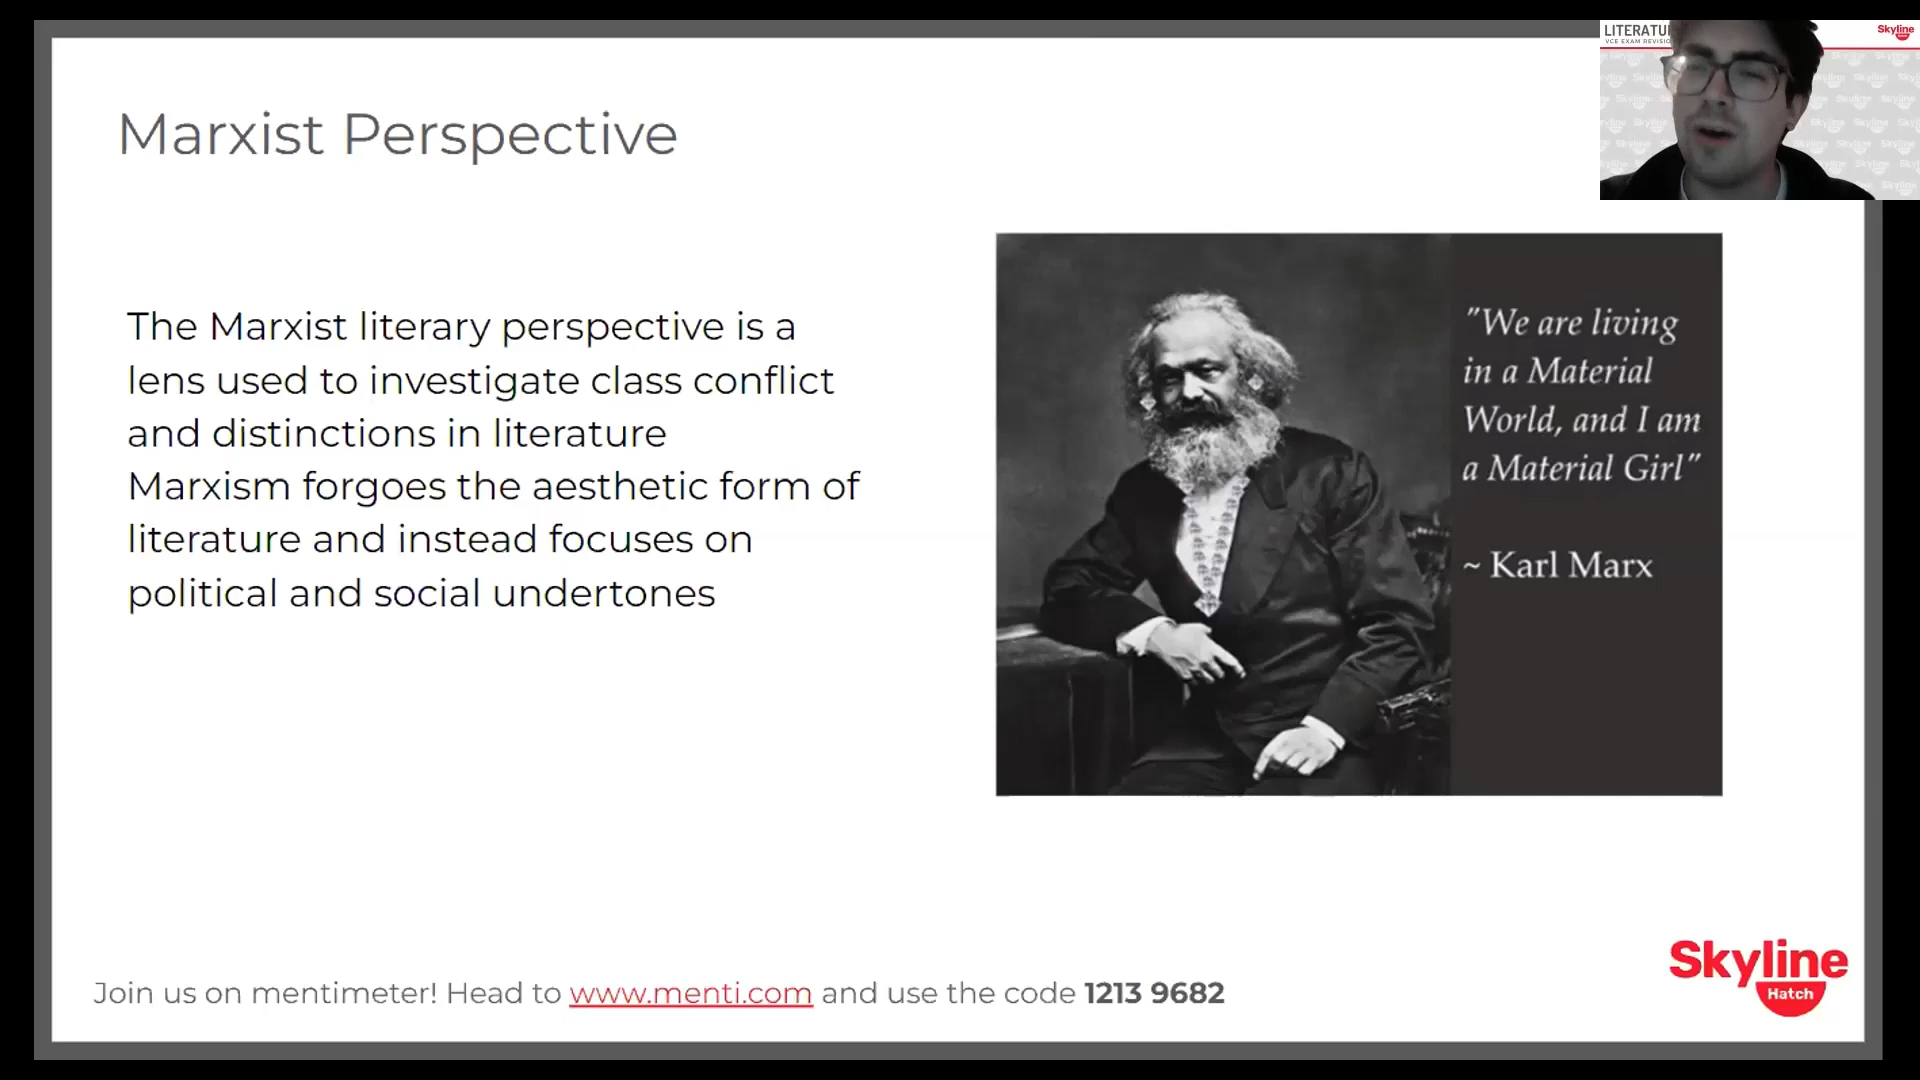 Marxist Perspective
The Marxist literary perspective is a
lens used to investigate class conflict
and distinctions in literature
Marxism forgoes the aesthetic form of
literature and instead focuses on
political and social undertones
"We are living
in a Material
World, and I am
a Material Girl"
~ Karl Marx
Join us on mentimeter! Head to www.menti.com and use the code 1213 9682
Skyline
Hatch
LITERATU
VCE EXAM REVISIO
Skyline